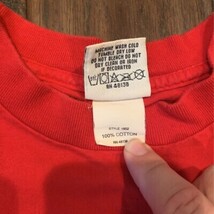 MACHINE WASH COLD
TUMBLE DRY LOW
DO NOT BLEACH DO NOT
DRY CLEAN OR IRON
IF DECORATED
STYLE
100% COTTON